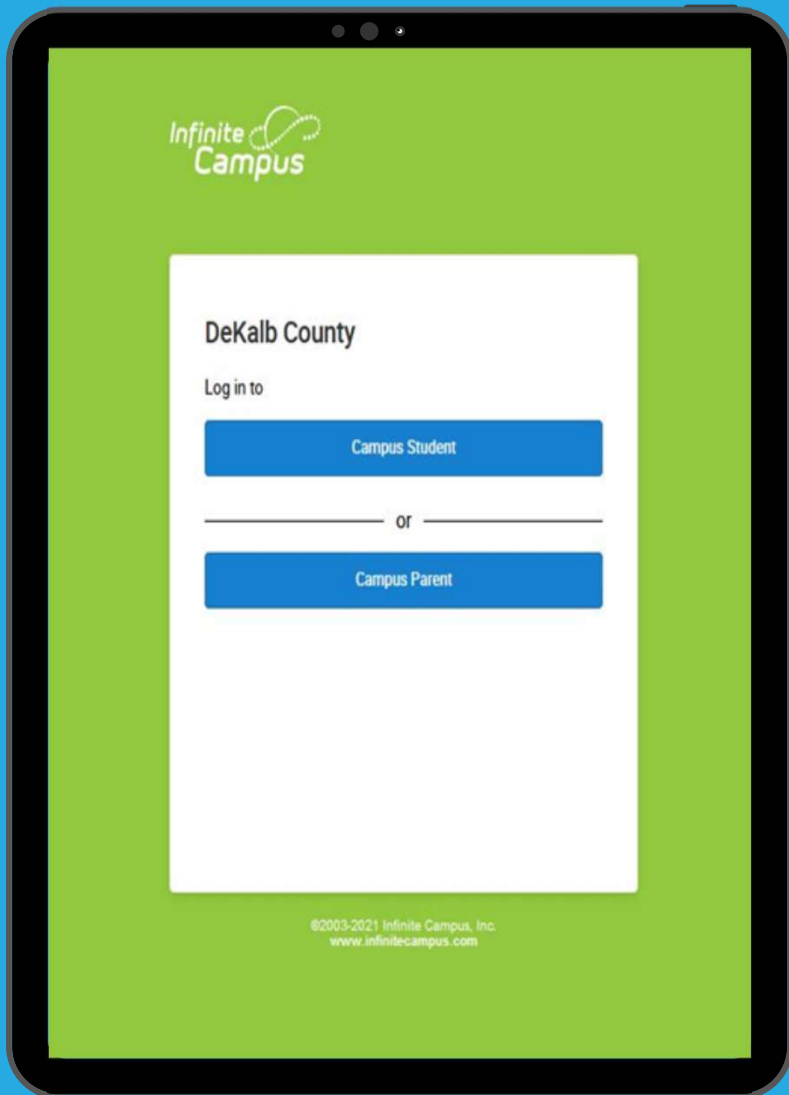 Infinite
Campus
DeKalb County
Log in to
Campus Student
or
Campus Parent
©2003-2021 Infinite Campus, Inc.
www.infinitecampus.com